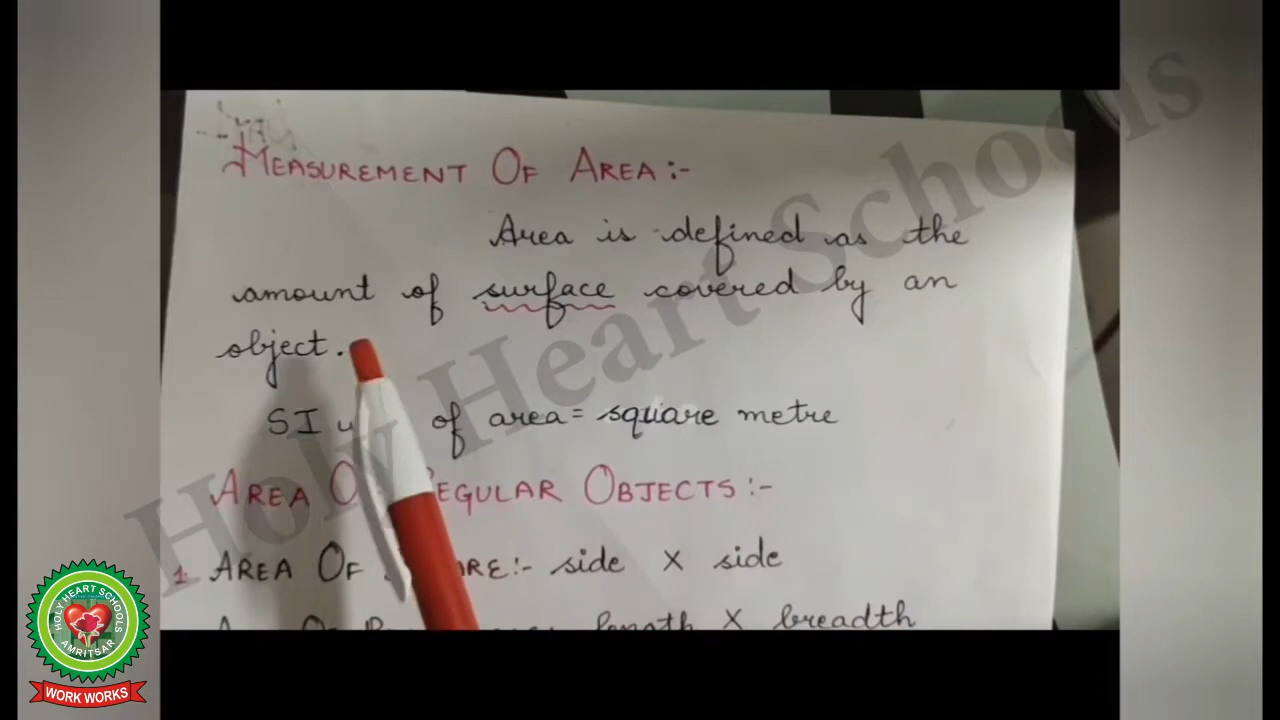 MEASUREMENT OF AREA :-
Area is defined as the
amount of surface covered by an
object.
SI of area = square metre
AREA REGULAR OBJECTS :-
1. AREA OF :- side X side
length X breadth
Holy Heart Schools
HOLY HEART SCHOOLS
AMRITSAR
WORK WORKS